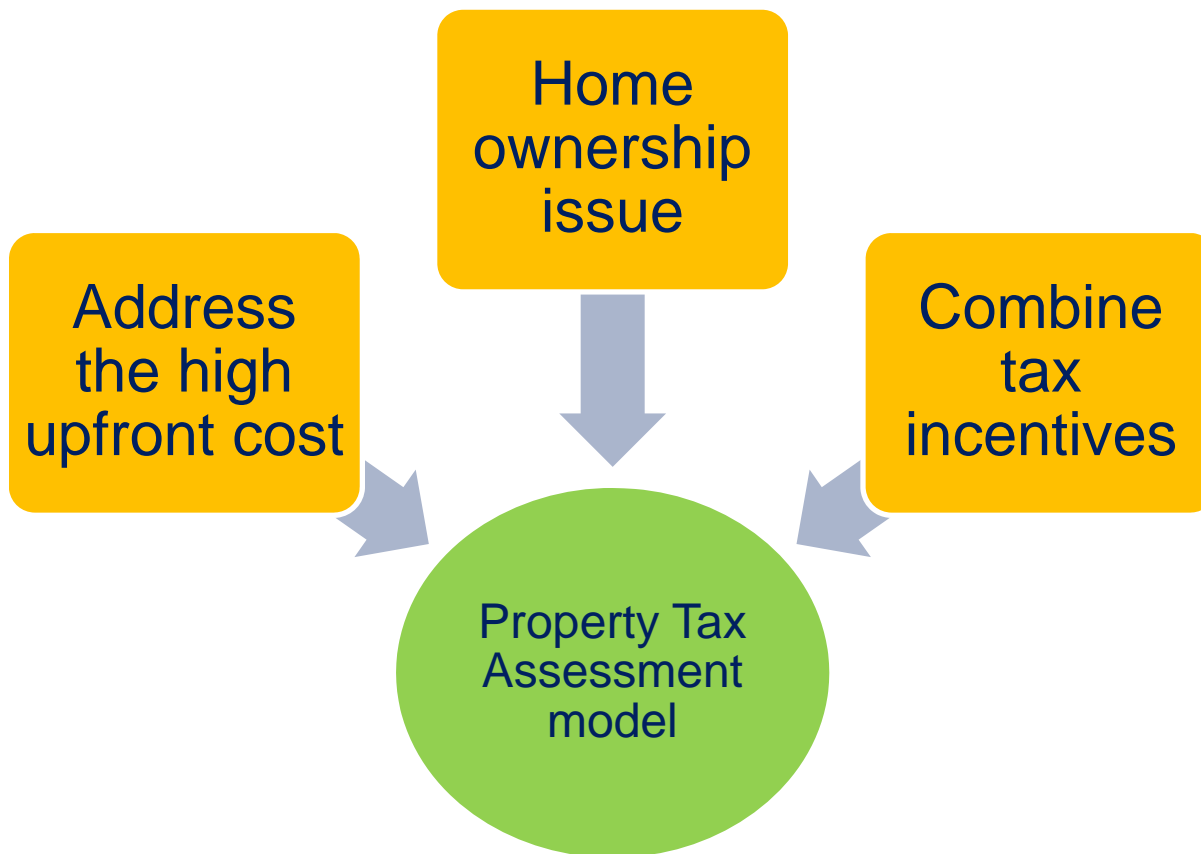 Home
ownership
issue
Address
the high
upfront cost
Combine
tax
incentives
Property Tax
Assessment
model